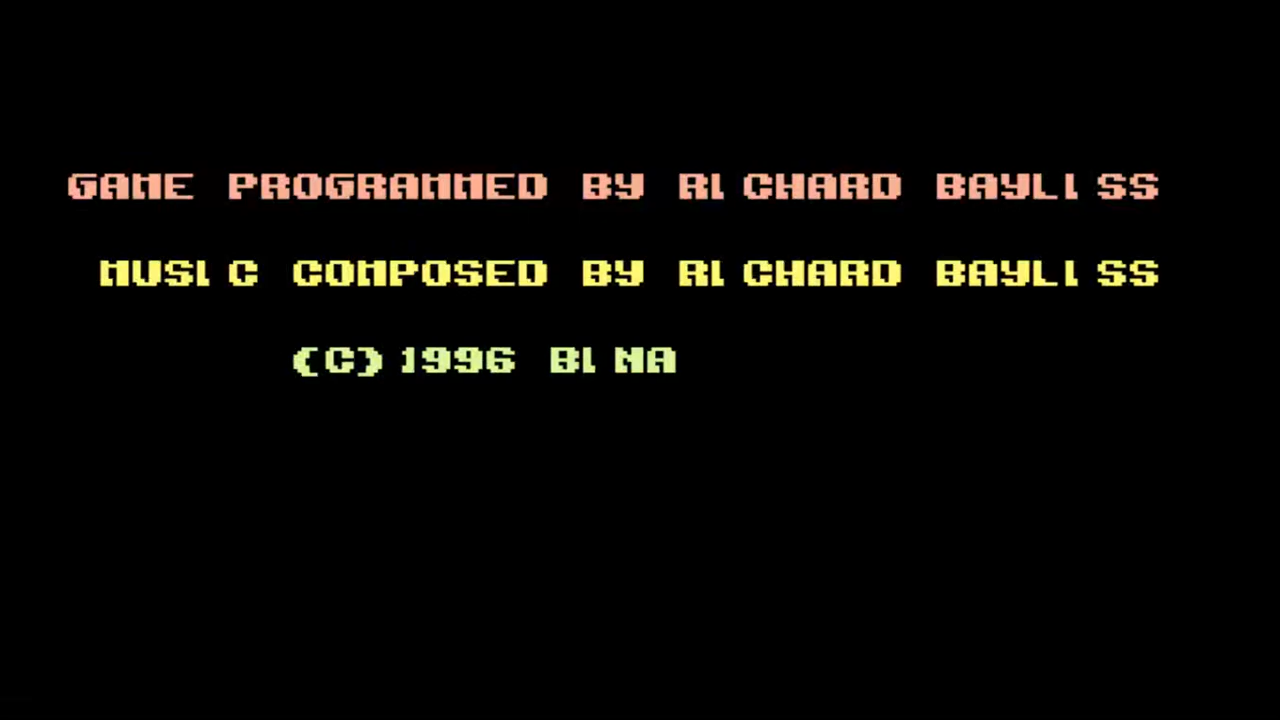 GAME PROGRAMMED BY RICHARD BAYLISS
MUSIC COMPOSED BY RICHARD BAYLISS
(C)1996 BINA